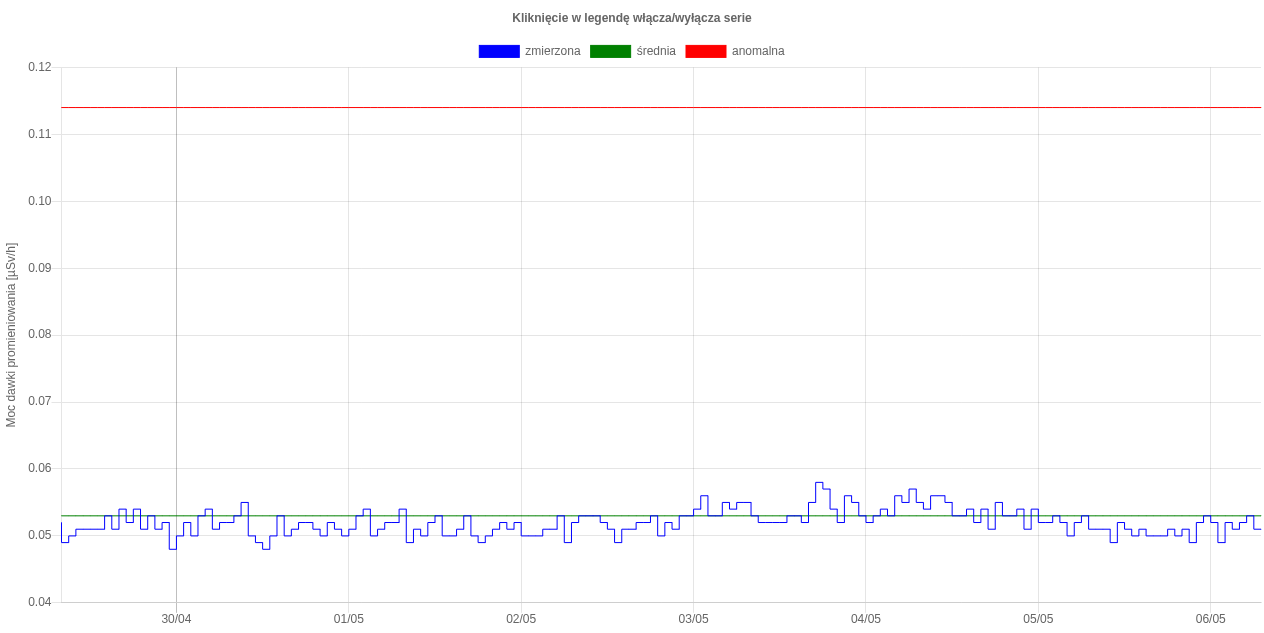 Kliknięcie w legendę włącza/wyłącza serie
zmierzona średnia anomalna
Moc dawki promieniowania [µSv/h]
0.12
0.11
0.10
0.09
0.08
0.07
0.06
0.05
0.04
30/04 01/05 02/05 03/05 04/05 05/05 06/05